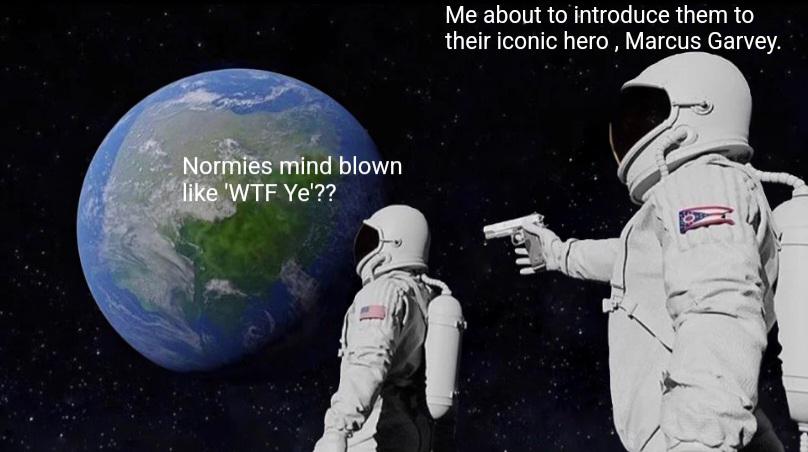 Me about to introduce them to
their iconic hero , Marcus Garvey.
Normies mind blown
like 'WTF Ye'??